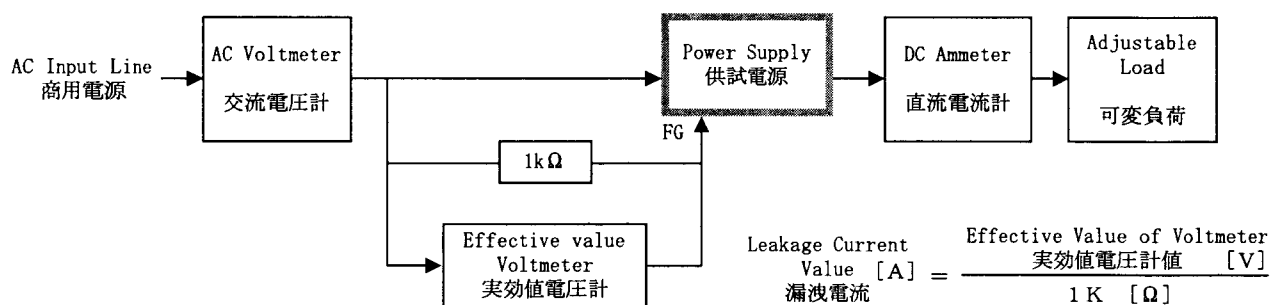 AC Input Line
商用電源
AC Voltmeter
交流電圧計
Power Supply
供試電源
DC Ammeter
直流電流計
Adjustable
Load
可変負荷
FG
1kΩ
Effective value
Voltmeter
実効値電圧計
Leakage Current
Value [A] =
漏洩電流
Effective Value of Voltmeter
実効値電圧計値 [V]
1K [Ω]